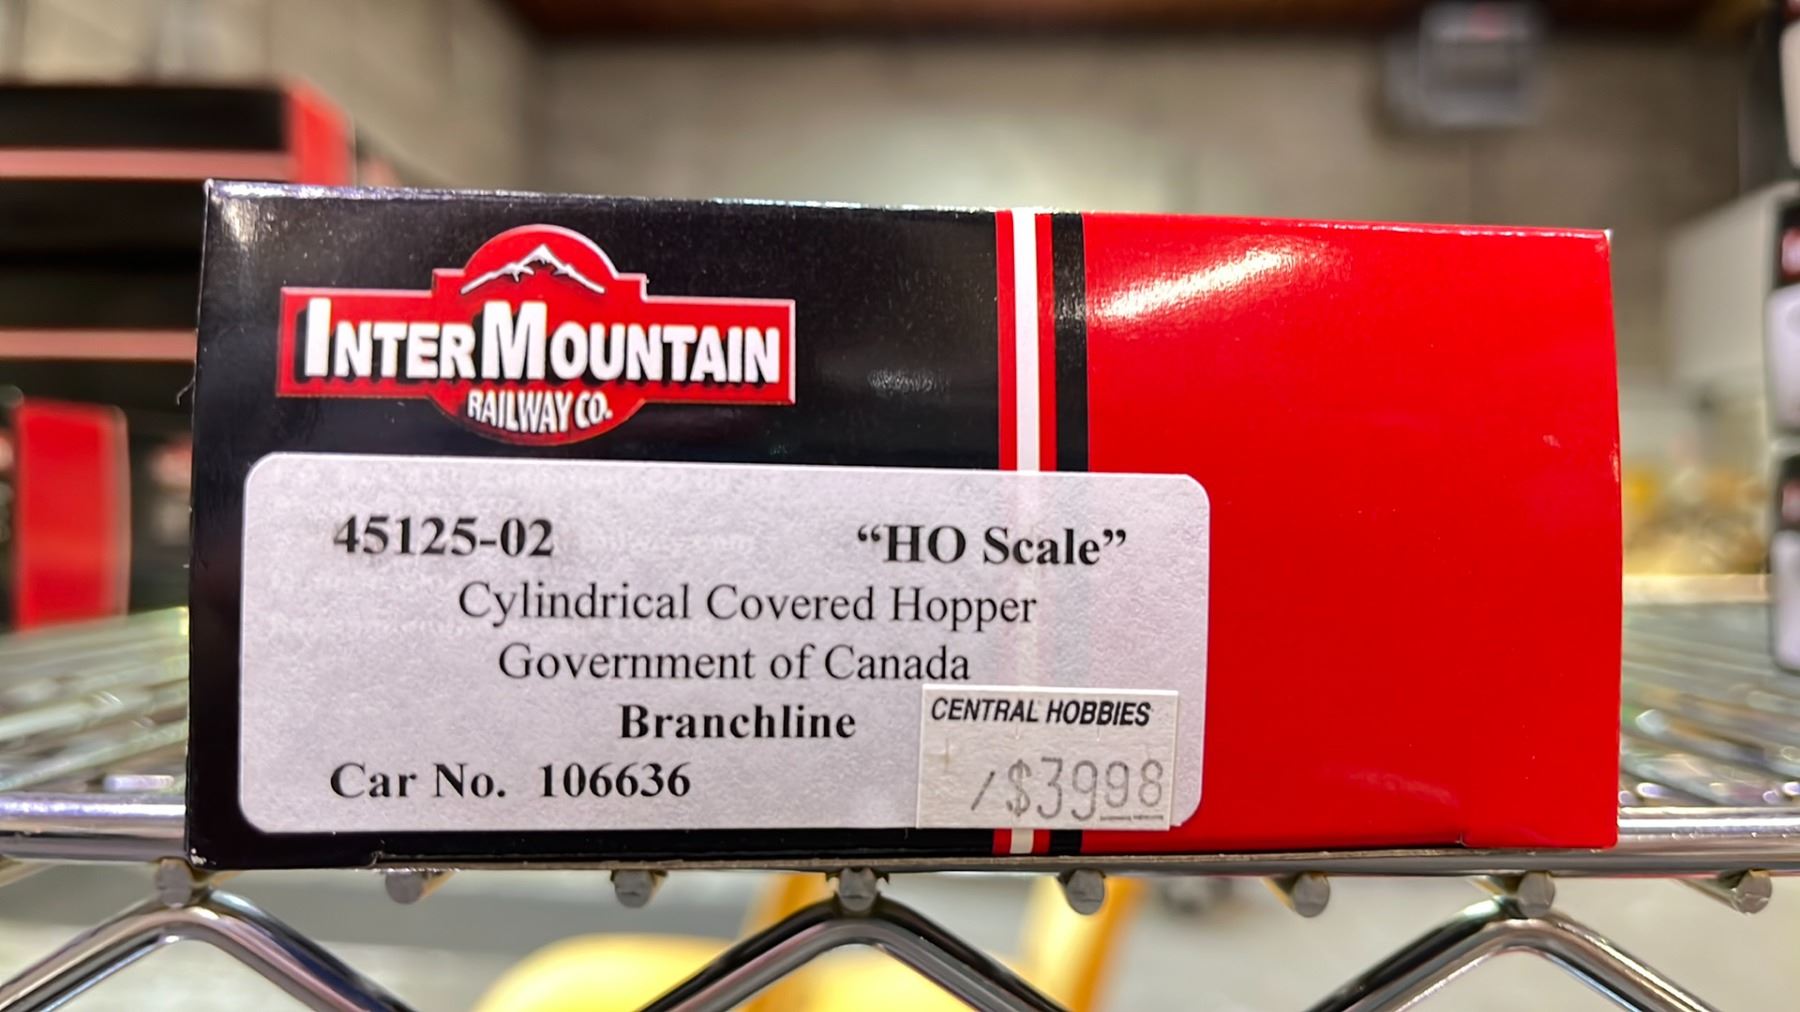 INTERMOUNTAIN
RAILWAY CO.
45125-02 “HO Scale”
Cylindrical Covered Hopper
Government of Canada
Branchline
Car No. 106636
CENTRAL HOBBIES
/$3998